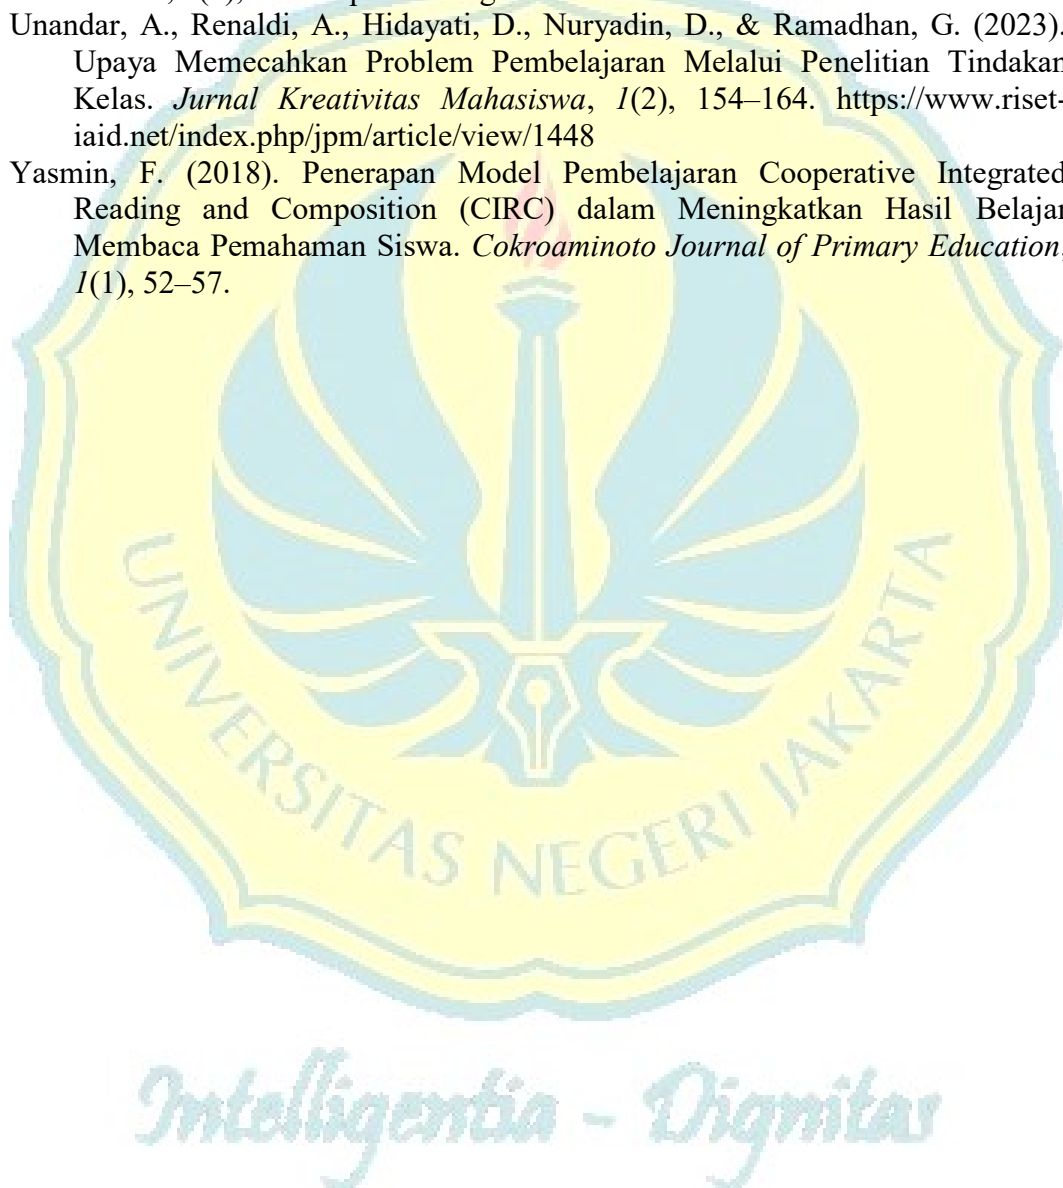 Unandar, A., Renaldi, A., Hidayati, D., Nuryadin, D., & Ramadhan, G. (2023).
Upaya Memecahkan Problem Pembelajaran Melalui Penelitian Tindakan
Kelas. Jurnal Kreativitas Mahasiswa, 1(2), 154–164. https://www.riset-
iaid.net/index.php/jpm/article/view/1448
Yasmin, F. (2018). Penerapan Model Pembelajaran Cooperative Integrated
Reading and Composition (CIRC) dalam Meningkatkan Hasil Belajar
Membaca Pemahaman Siswa. Cokroaminoto Journal of Primary Education,
1(1), 52–57.
UNIVERSITAS NEGERI JAKARTA
Intelligentia - Dignitas